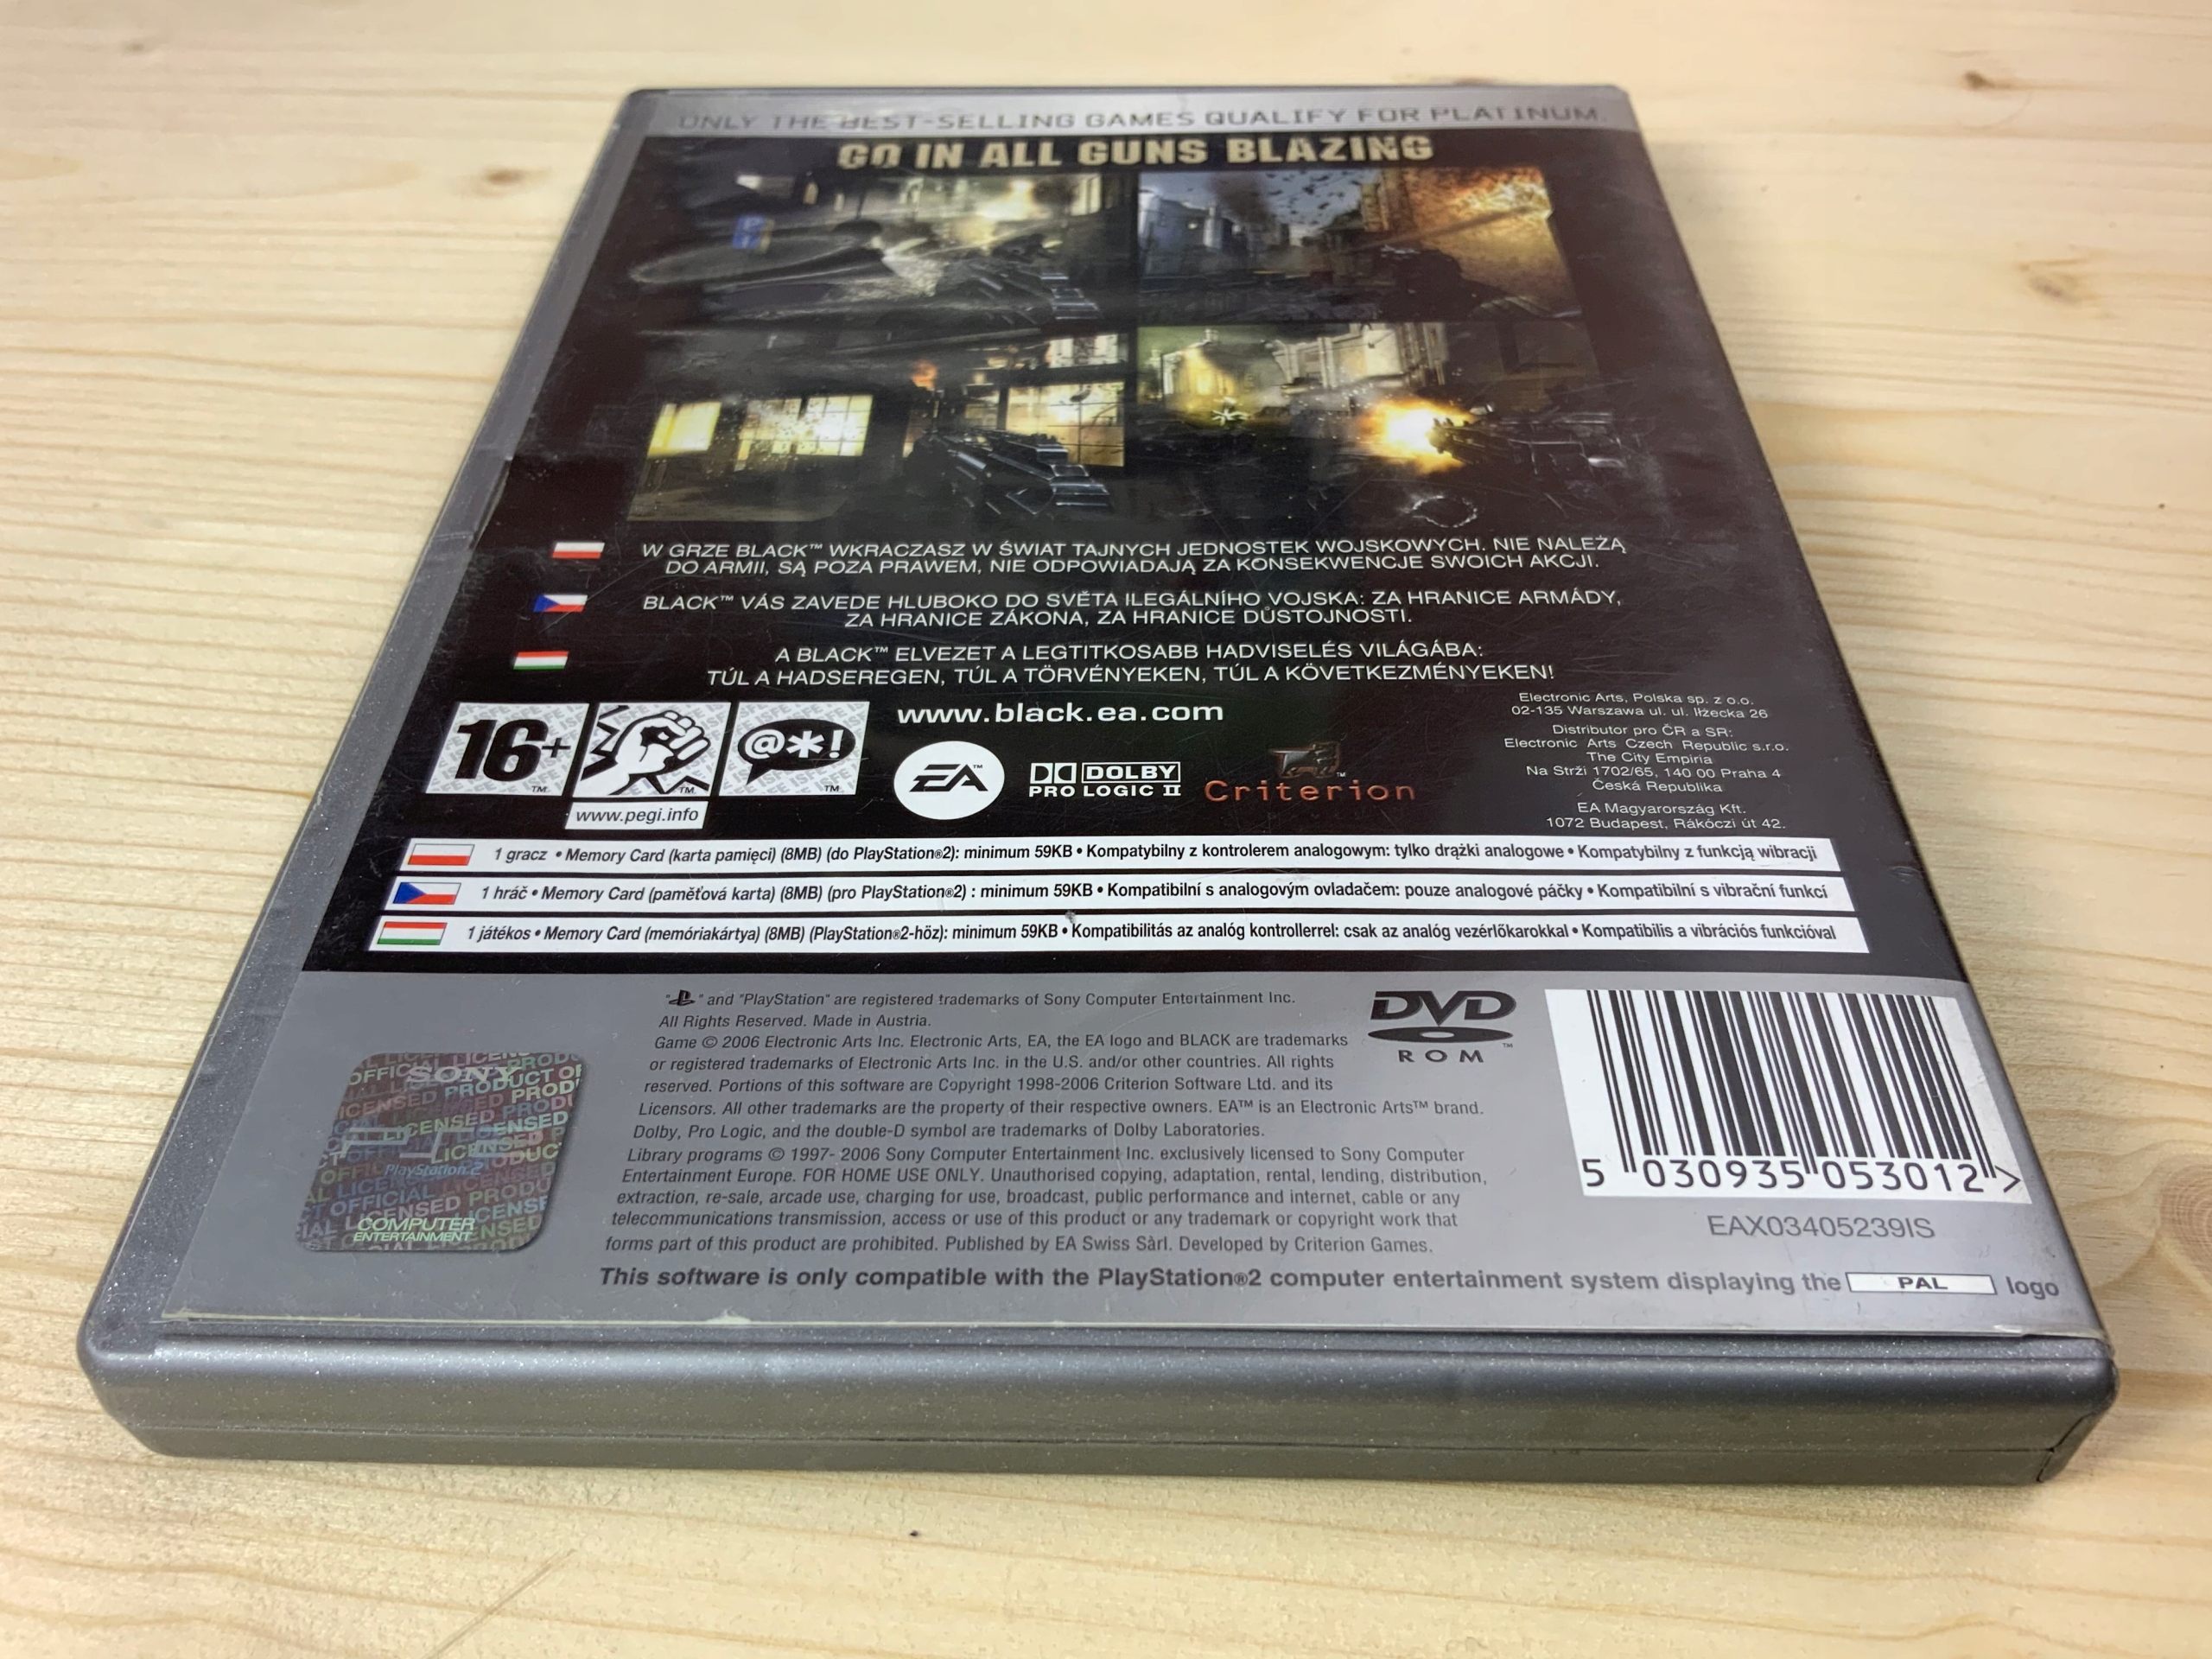 ONLY THE BEST-SELLING GAMES QUALIFY FOR PLATINUM.
GO IN ALL GUNS BLAZING
W GRZE BLACK™ WKRACZASZ W ŚWIAT TAJNYCH JEDNOSTEK WOJSKOWYCH. NIE NALEŻĄ
DO ARMII, SĄ POZA PRAWEM, NIE ODPOWIADAJĄ ZA KONSEKWENCJE SWOICH AKCJI.
BLACK™ VÁS ZAVEDE HLUBOKO DO SVĚTA ILEGÁLNÍHO VOJSKA: ZA HRANICE ARMÁDY,
ZA HRANICE ZÁKONA, ZA HRANICE DŮSTOJNOSTI.
A BLACK™ ELVEZET A LEGTITKOSABB HADVISELÉS VILÁGÁBA:
TÚL A HADSEREGEN, TÚL A TÖRVÉNYEKEN, TÚL A KÖVETKEZMÉNYEKEN!
16+™
™
@*!™
www.pegi.info
www.black.ea.com
EA™
DOLBY
PRO LOGIC II
Criterion™
Electronic Arts, Polska sp. z o.o.
02-135 Warszawa ul. ul. Iłżecka 26
Distributor pro ČR a SR:
Electronic Arts Czech Republic s.r.o.
The City Empiria
Na Strži 1702/65, 140 00 Praha 4
Česká Republika
EA Magyarország Kft.
1072 Budapest, Rákóczi út 42.
1 gracz • Memory Card (karta pamięci) (8MB) (do PlayStation®2): minimum 59KB • Kompatybilny z kontrolerem analogowym: tylko drążki analogowe • Kompatybilny z funkcją wibracji
1 hráč • Memory Card (paměťová karta) (8MB) (pro PlayStation®2) : minimum 59KB • Kompatibilní s analogovým ovladačem: pouze analogové páčky • Kompatibilní s vibrační funkcí
1 játékos • Memory Card (memóriakártya) (8MB) (PlayStation®2-höz): minimum 59KB • Kompatibilitás az analóg kontrollerrel: csak az analóg vezérlőkarokkal • Kompatibilis a vibrációs funkcióval
" " and "PlayStation" are registered trademarks of Sony Computer Entertainment Inc.
All Rights Reserved. Made in Austria.
Game © 2006 Electronic Arts Inc. Electronic Arts, EA, the EA logo and BLACK are trademarks
or registered trademarks of Electronic Arts Inc. in the U.S. and/or other countries. All rights
reserved. Portions of this software are Copyright 1998-2006 Criterion Software Ltd. and its
Licensors. All other trademarks are the property of their respective owners. EA™ is an Electronic Arts™ brand.
Dolby, Pro Logic, and the double-D symbol are trademarks of Dolby Laboratories.
Library programs © 1997- 2006 Sony Computer Entertainment Inc. exclusively licensed to Sony Computer
Entertainment Europe. FOR HOME USE ONLY. Unauthorised copying, adaptation, rental, lending, distribution,
extraction, re-sale, arcade use, charging for use, broadcast, public performance and internet, cable or any
telecommunications transmission, access or use of this product or any trademark or copyright work that
forms part of this product are prohibited. Published by EA Swiss Sàrl. Developed by Criterion Games.
This software is only compatible with the PlayStation®2 computer entertainment system displaying the PAL logo
DVD
ROM™
5 030935 053012 >
EAX03405239IS
SONY
PlayStation 2
COMPUTER
ENTERTAINMENT